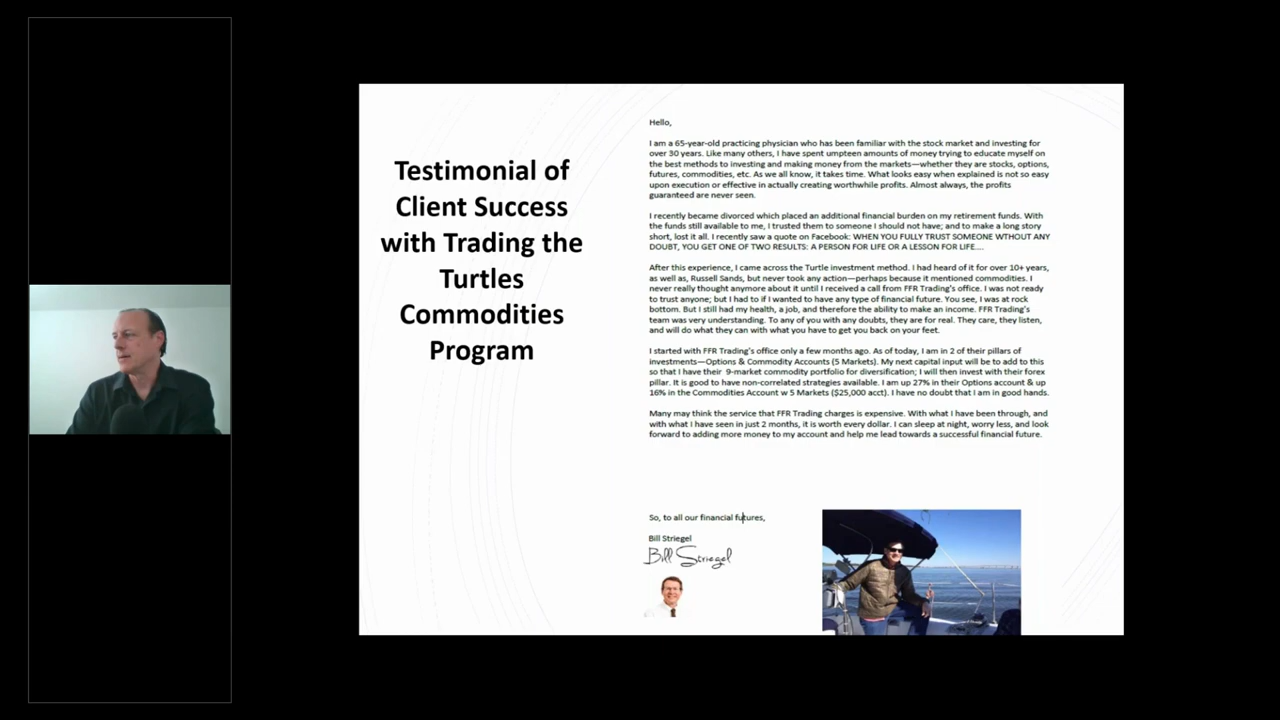 Testimonial of
Client Success
with Trading the
Turtles
Commodities
Program
Hello,
I am a 65-year-old practicing physician who has been familiar with the stock market and investing for
over 30 years. Like many others, I have spent umpteen amounts of money trying to educate myself on
the best methods to investing and making money from the markets—whether they are stocks, options,
futures, commodities, etc. As we all know, it takes time. What looks easy when explained is not so easy
upon execution or effective in actually creating worthwhile profits. Almost always, the profits
guaranteed are never seen.
I recently became divorced which placed an additional financial burden on my retirement funds. With
the funds still available to me, I trusted them to someone I should not have; and to make a long story
short, lost it all. I recently saw a quote on Facebook: WHEN YOU FULLY TRUST SOMEONE WTHOUT ANY
DOUBT, YOU GET ONE OF TWO RESULTS: A PERSON FOR LIFE OR A LESSON FOR LIFE....
After this experience, I came across the Turtle investment method. I had heard of it for over 10+ years,
as well as, Russell Sands, but never took any action—perhaps because it mentioned commodities. I
never really thought anymore about it until I received a call from FFR Trading's office. I was not ready
to trust anyone; but I had to if I wanted to have any type of financial future. You see, I was at rock
bottom. But I still had my health, a job, and therefore the ability to make an income. FFR Trading's
team was very understanding. To any of you with any doubts, they are for real. They care, they listen,
and will do what they can with what you have to get you back on your feet.
I started with FFR Trading's office only a few months ago. As of today, I am in 2 of their pillars of
investments—Options & Commodity Accounts (5 Markets). My next capital input will be to add to this
so that I have their 9-market commodity portfolio for diversification; I will then invest with their forex
pillar. It is good to have non-correlated strategies available. I am up 27% in their Options account & up
16% in the Commodities Account w 5 Markets ($25,000 acct). I have no doubt that I am in good hands.
Many may think the service that FFR Trading charges is expensive. With what I have been through, and
with what I have seen in just 2 months, it is worth every dollar. I can sleep at night, worry less, and look
forward to adding more money to my account and help me lead towards a successful financial future.
So, to all our financial futures,
Bill Striegel
Bill Striegel